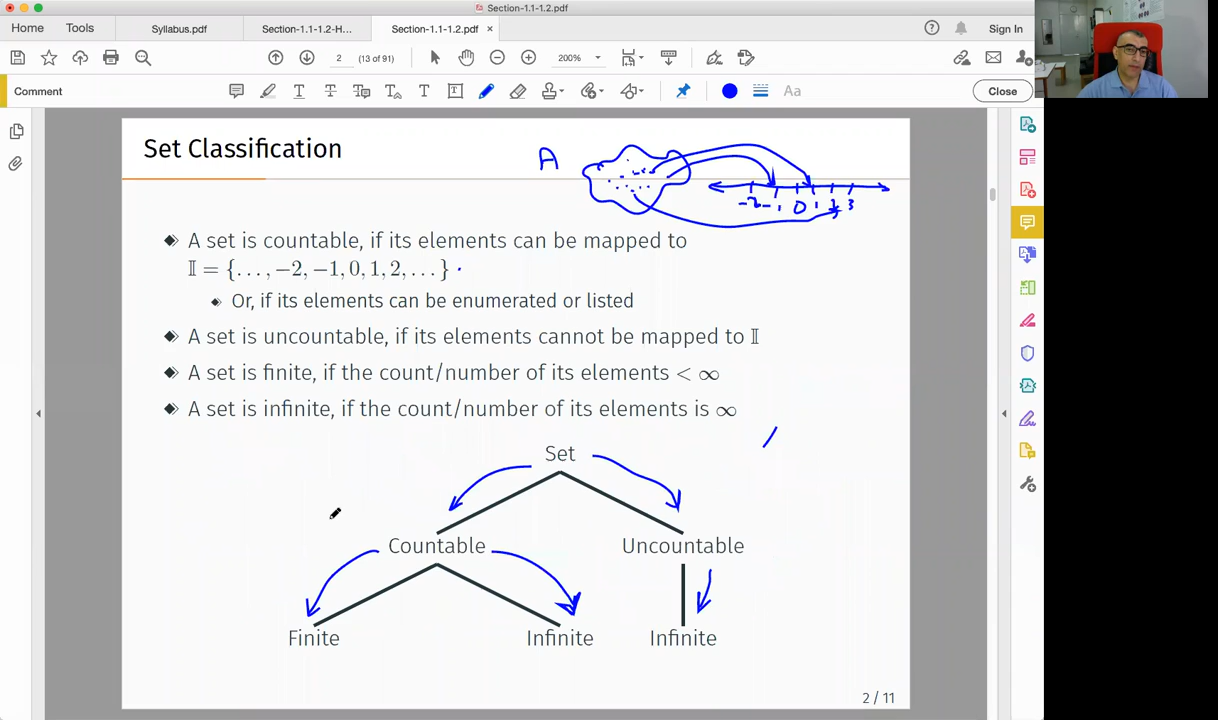 Section-1.1-1.2.pdf
Home Tools Syllabus.pdf Section-1.1-1.2-H... Section-1.1-1.2.pdf × Sign In
2 (13 of 91) 200%
Comment Close
Set Classification
A
-2 -1 0 1 2 3
A set is countable, if its elements can be mapped to
𝕀 = {…, −2, −1, 0, 1, 2, …}
Or, if its elements can be enumerated or listed
A set is uncountable, if its elements cannot be mapped to 𝕀
A set is finite, if the count/number of its elements < ∞
A set is infinite, if the count/number of its elements is ∞
Set
Countable Uncountable
Finite Infinite Infinite
2 / 11